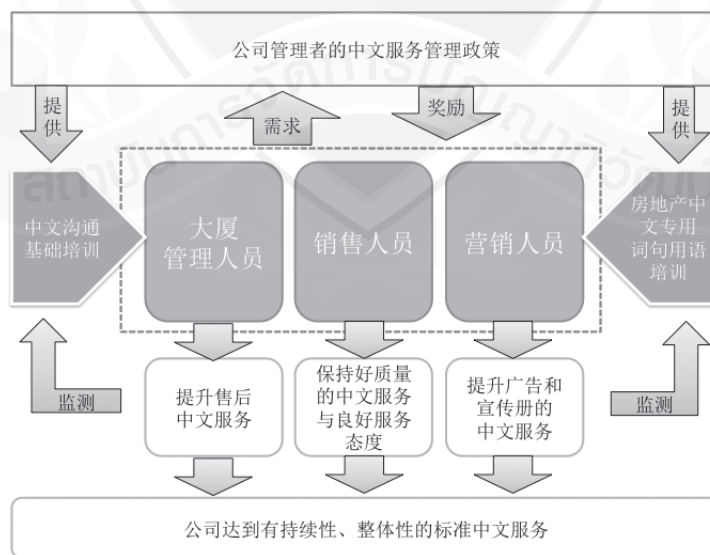 公司管理者的中文服务管理政策
提
供
需求
奖励
提
供
中文沟通
基础培训
大厦
管理人员
销售人员
营销人员
房地产中
文专用
词句用语
培训
监测
提升售后
中文服务
保持好质量
的中文服务
与良好服务
态度
提升广告和
宣传册的
中文服务
监测
公司达到有持续性、整体性的标准中文服务